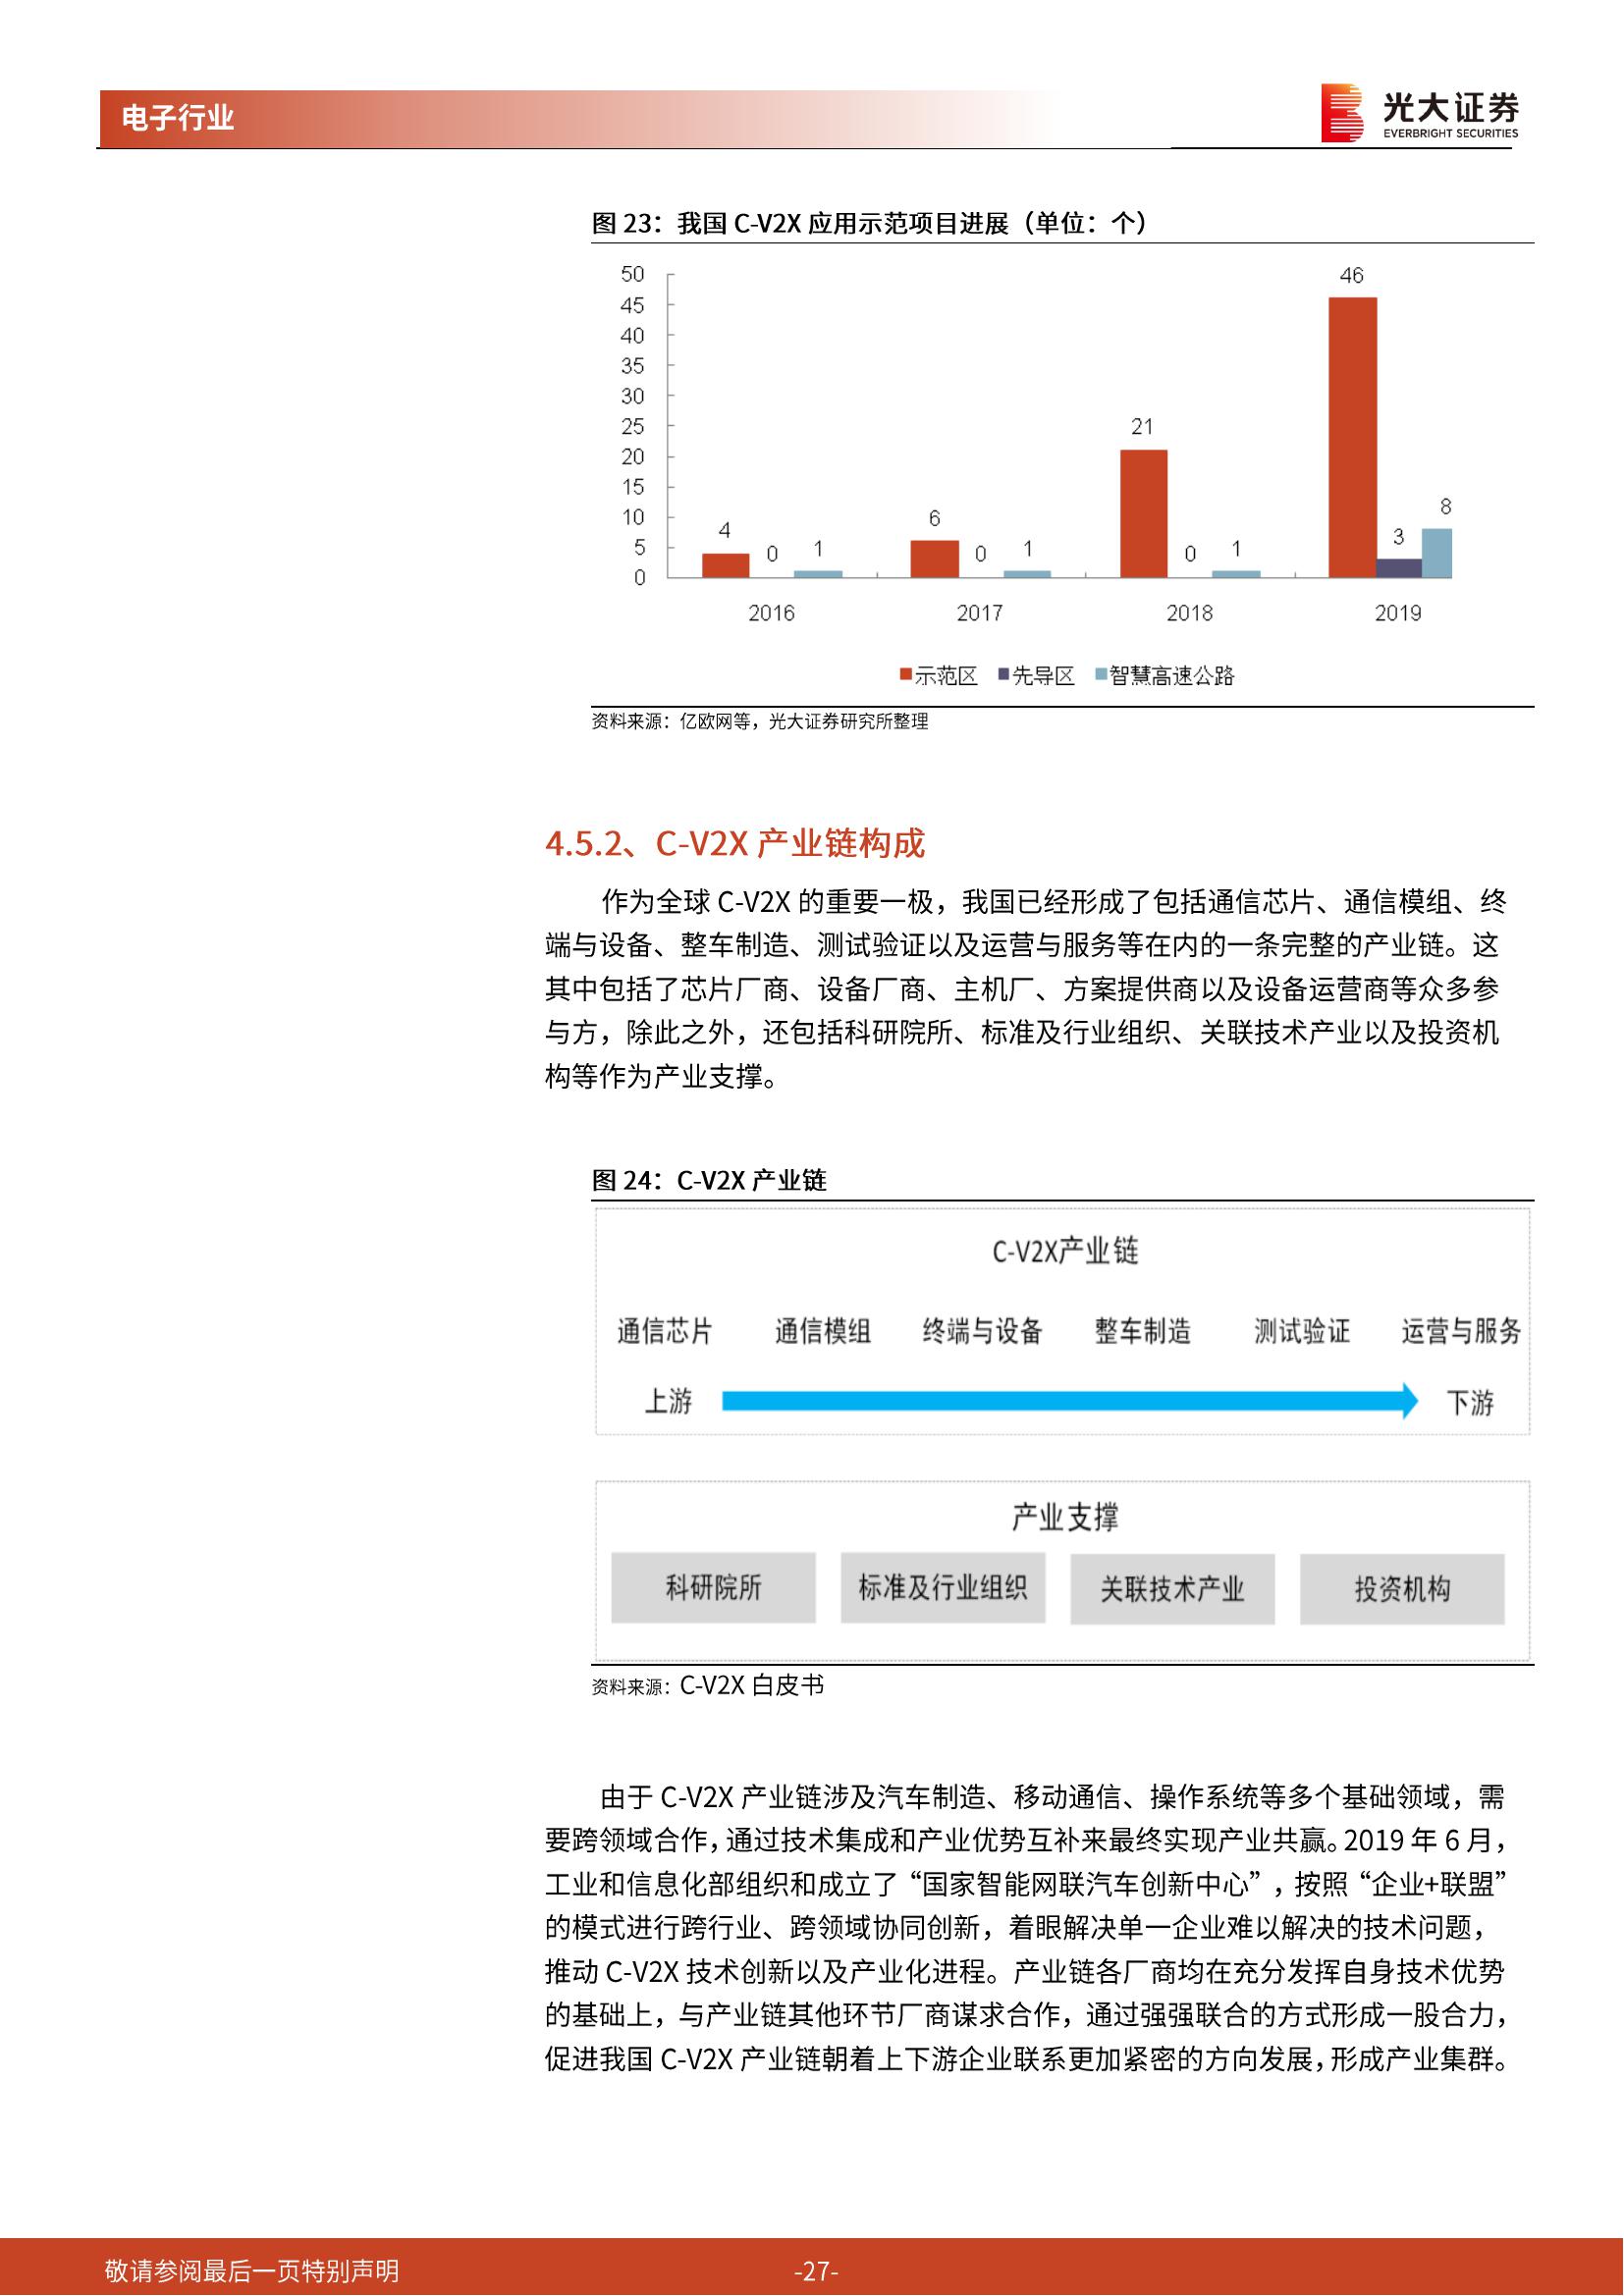 电子行业
光大证券
EVERBRIGHT SECURITIES
图 23：我国 C-V2X 应用示范项目进展（单位：个）
50
45
40
35
30
25
20
15
10
5
0
4
0
1
6
0
1
21
0
1
46
3
8
2016
2017
2018
2019
示范区 先导区 智慧高速公路
资料来源：亿欧网等，光大证券研究所整理
4.5.2、C-V2X 产业链构成
作为全球 C-V2X 的重要一极，我国已经形成了包括通信芯片、通信模组、终
端与设备、整车制造、测试验证以及运营与服务等在内的一条完整的产业链。这
其中包括了芯片厂商、设备厂商、主机厂、方案提供商以及设备运营商等众多参
与方，除此之外，还包括科研院所、标准及行业组织、关联技术产业以及投资机
构等作为产业支撑。
图 24：C-V2X 产业链
C-V2X产业链
通信芯片 通信模组 终端与设备 整车制造 测试验证 运营与服务
上游 下游
产业支撑
科研院所 标准及行业组织 关联技术产业 投资机构
资料来源：C-V2X 白皮书
由于 C-V2X 产业链涉及汽车制造、移动通信、操作系统等多个基础领域，需
要跨领域合作，通过技术集成和产业优势互补来最终实现产业共赢。2019 年 6 月，
工业和信息化部组织和成立了“国家智能网联汽车创新中心”，按照“企业+联盟”
的模式进行跨行业、跨领域协同创新，着眼解决单一企业难以解决的技术问题，
推动 C-V2X 技术创新以及产业化进程。产业链各厂商均在充分发挥自身技术优势
的基础上，与产业链其他环节厂商谋求合作，通过强强联合的方式形成一股合力，
促进我国 C-V2X 产业链朝着上下游企业联系更加紧密的方向发展，形成产业集群。
敬请参阅最后一页特别声明
-27-